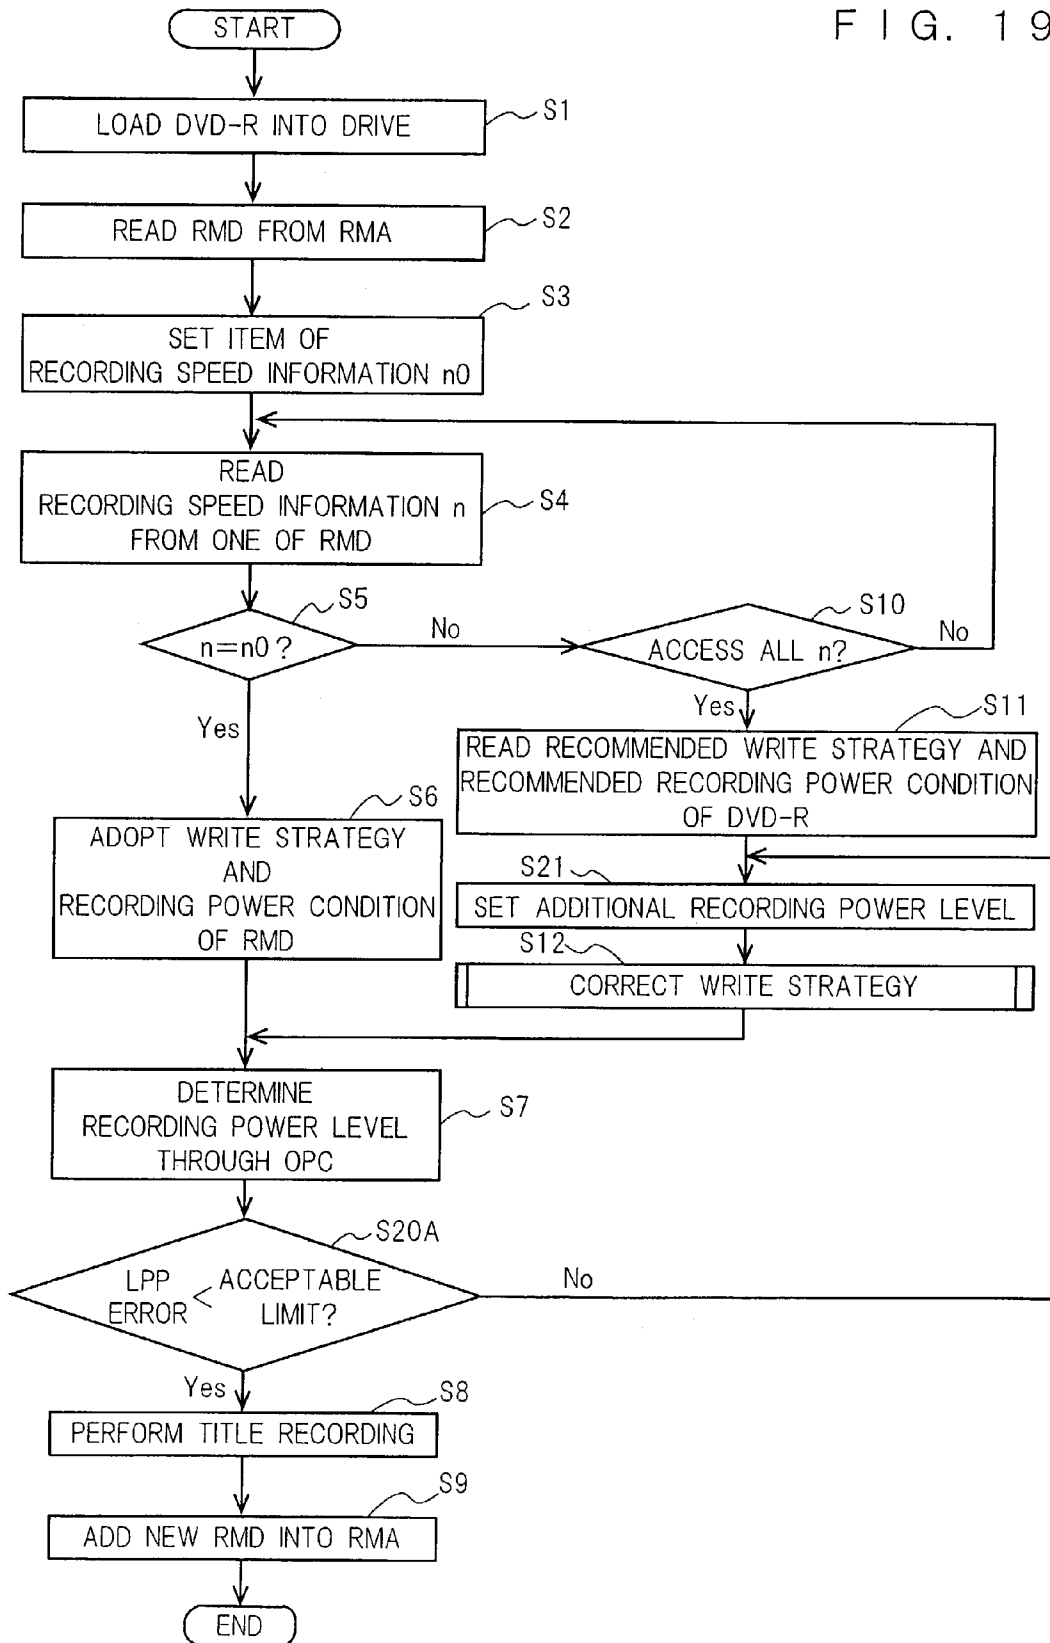 FIG. 19
START
LOAD DVD-R INTO DRIVE
S1
READ RMD FROM RMA
S2
SET ITEM OF
RECORDING SPEED INFORMATION n0
S3
READ
RECORDING SPEED INFORMATION n
FROM ONE OF RMD
S4
n=n0?
S5
No
Yes
ACCESS ALL n?
S10
No
Yes
S11
READ RECOMMENDED WRITE STRATEGY AND
RECOMMENDED RECORDING POWER CONDITION
OF DVD-R
S6
ADOPT WRITE STRATEGY
AND
RECORDING POWER CONDITION
OF RMD
S21
SET ADDITIONAL RECORDING POWER LEVEL
S12
CORRECT WRITE STRATEGY
DETERMINE
RECORDING POWER LEVEL
THROUGH OPC
S7
S20A
LPP ERROR < ACCEPTABLE LIMIT?
No
Yes
S8
PERFORM TITLE RECORDING
S9
ADD NEW RMD INTO RMA
END